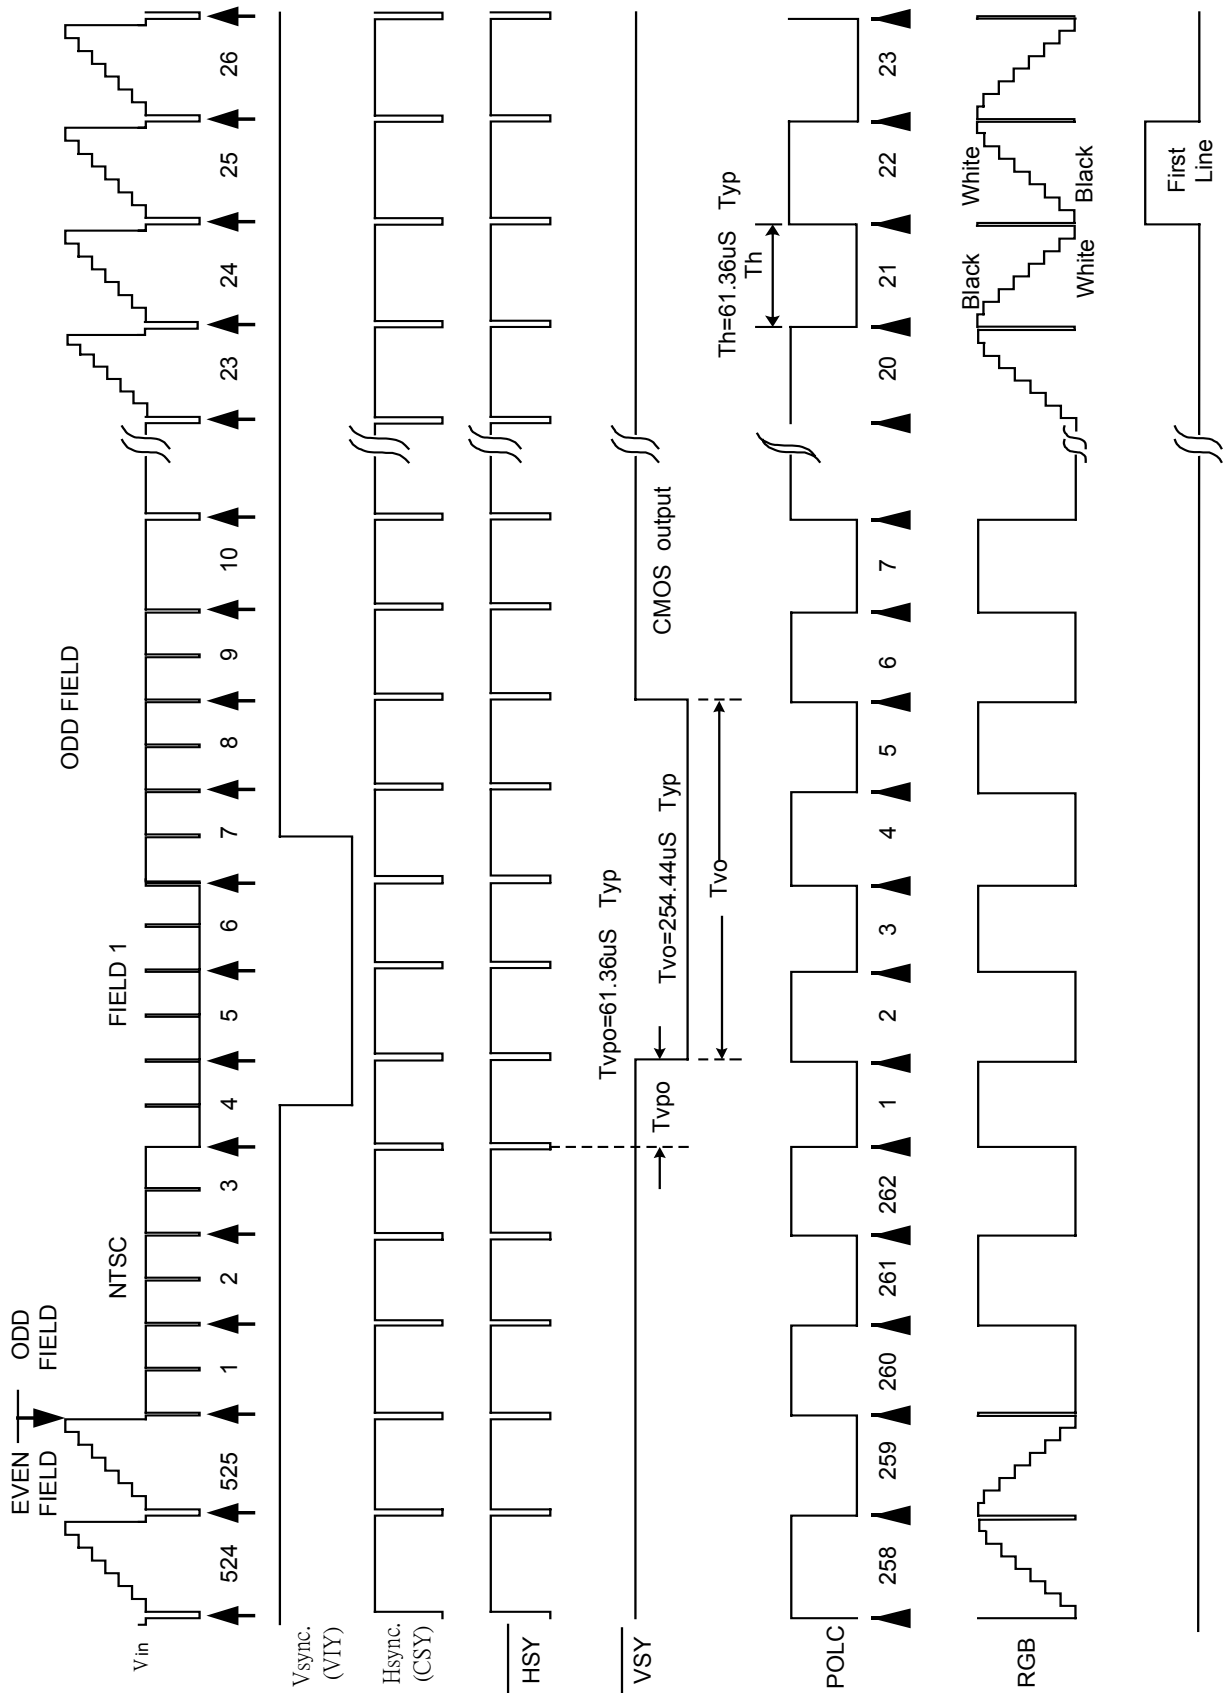 EVEN FIELD
ODD FIELD
NTSC
FIELD 1
ODD FIELD
Vin
524 525 1 2 3 4 5 6 7 8 9 10 23 24 25 26
Vsync.
(VIY)
Hsync.
(CSY)
HSY
Tvpo=61.36uS Typ
VSY
Tvpo
Tvo=254.44uS Typ
CMOS output
Tvo
Th=61.36uS Typ
Th
POLC
258 259 260 261 262 1 2 3 4 5 6 7 20 21 22 23
RGB
Black
White
White
Black
First
Line